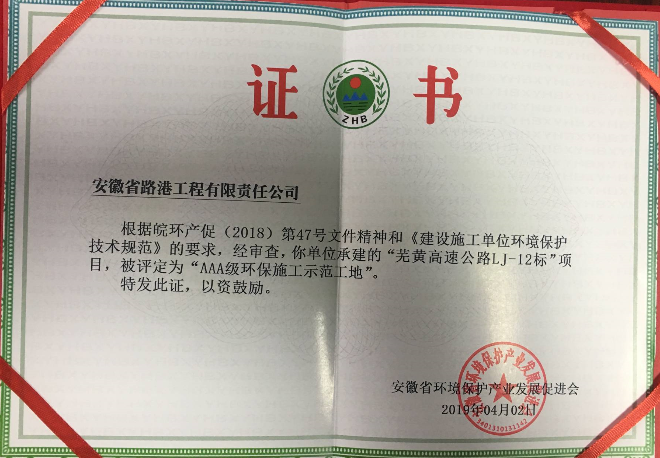 证书
ZHB
安徽省路港工程有限责任公司
根据皖环产促（2018）第47号文件精神和《建设施工单位环境保护
技术规范》的要求，经审查，你单位承建的“芜黄高速公路LJ-12标”项
目，被评定为“AAA级环保施工示范工地”。
特发此证，以资鼓励。
安徽省环境保护产业发展促进会
2019年04月02日